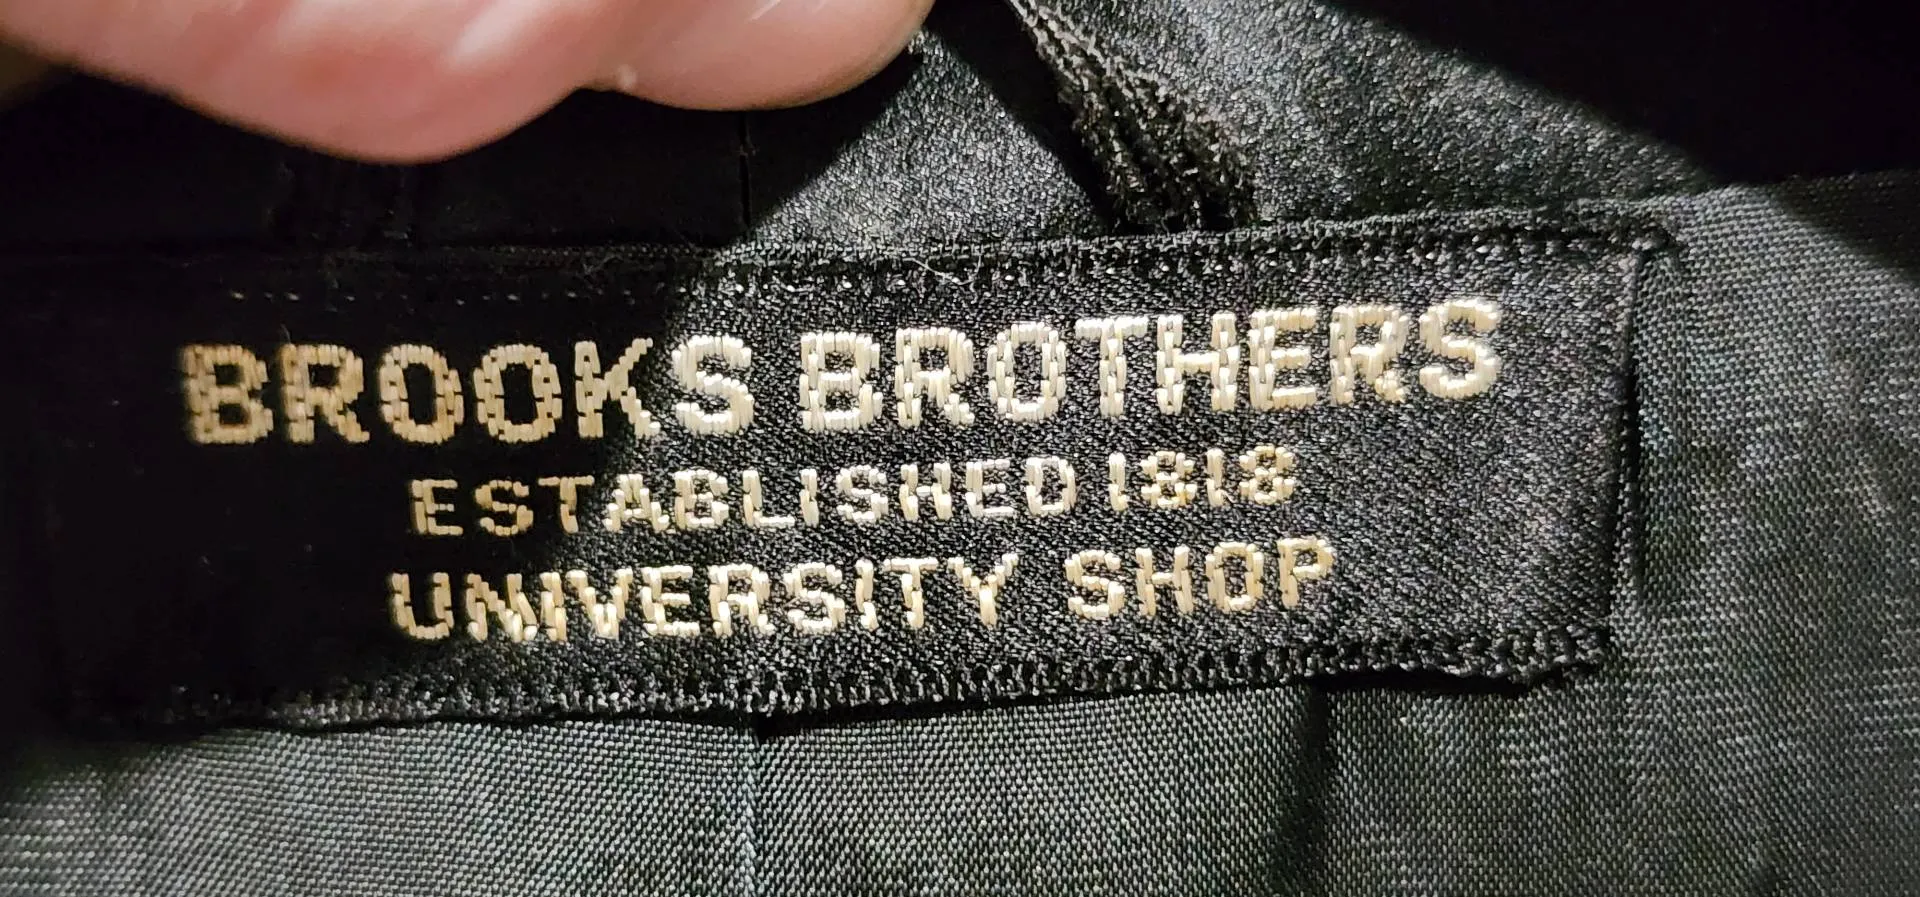 BROOKS BROTHERS
ESTABLISHED 1818
UNIVERSITY SHOP